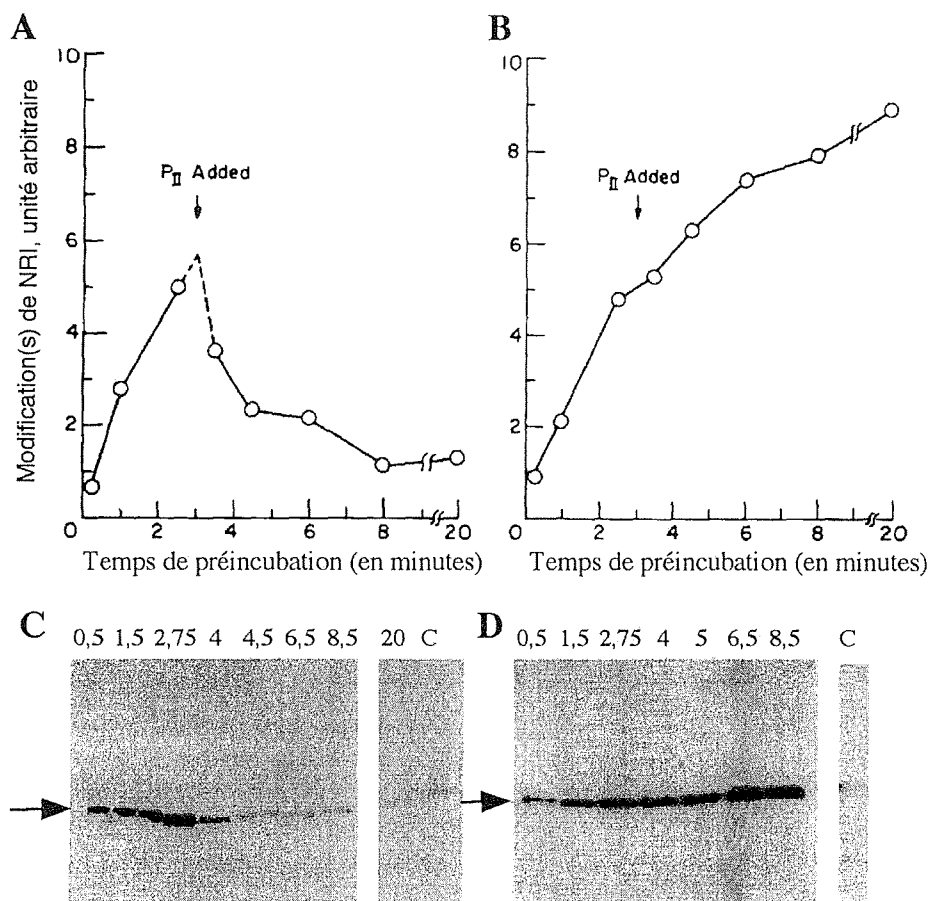 A
Modification(s) de NRI, unité arbitraire
10
8
6
4
2
0
P_II Added
0 2 4 6 8 20
Temps de préincubation (en minutes)
B
10
8
6
4
2
0
P_II Added
2 4 6 8 20
Temps de préincubation (en minutes)
C
0,5 1,5 2,75 4 4,5 6,5 8,5 20 C
D
0,5 1,5 2,75 4 5 6,5 8,5 C